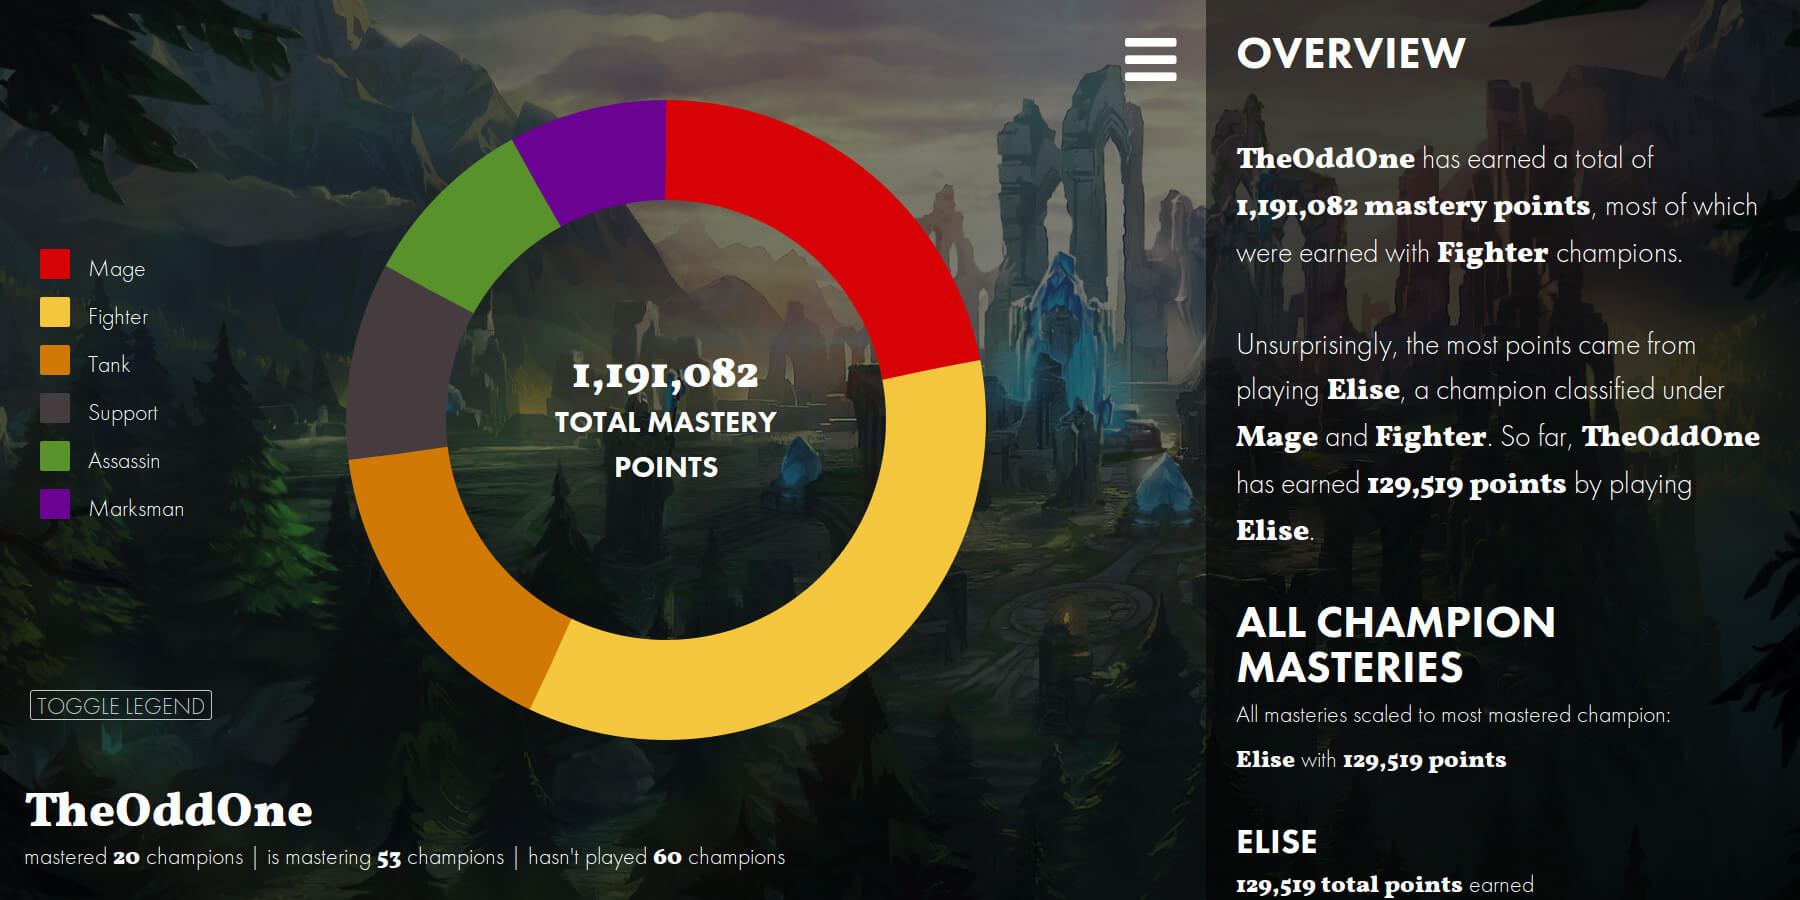 Mage
Fighter
Tank
Support
Assassin
Marksman
TOGGLE LEGEND
1,191,082
TOTAL MASTERY
POINTS
TheOddOne
mastered 20 champions | is mastering 53 champions | hasn't played 60 champions
OVERVIEW
TheOddOne has earned a total of
1,191,082 mastery points, most of which
were earned with Fighter champions.
Unsurprisingly, the most points came from
playing Elise, a champion classified under
Mage and Fighter. So far, TheOddOne
has earned 129,519 points by playing
Elise.
ALL CHAMPION
MASTERIES
All masteries scaled to most mastered champion:
Elise with 129,519 points
ELISE
129,519 total points earned